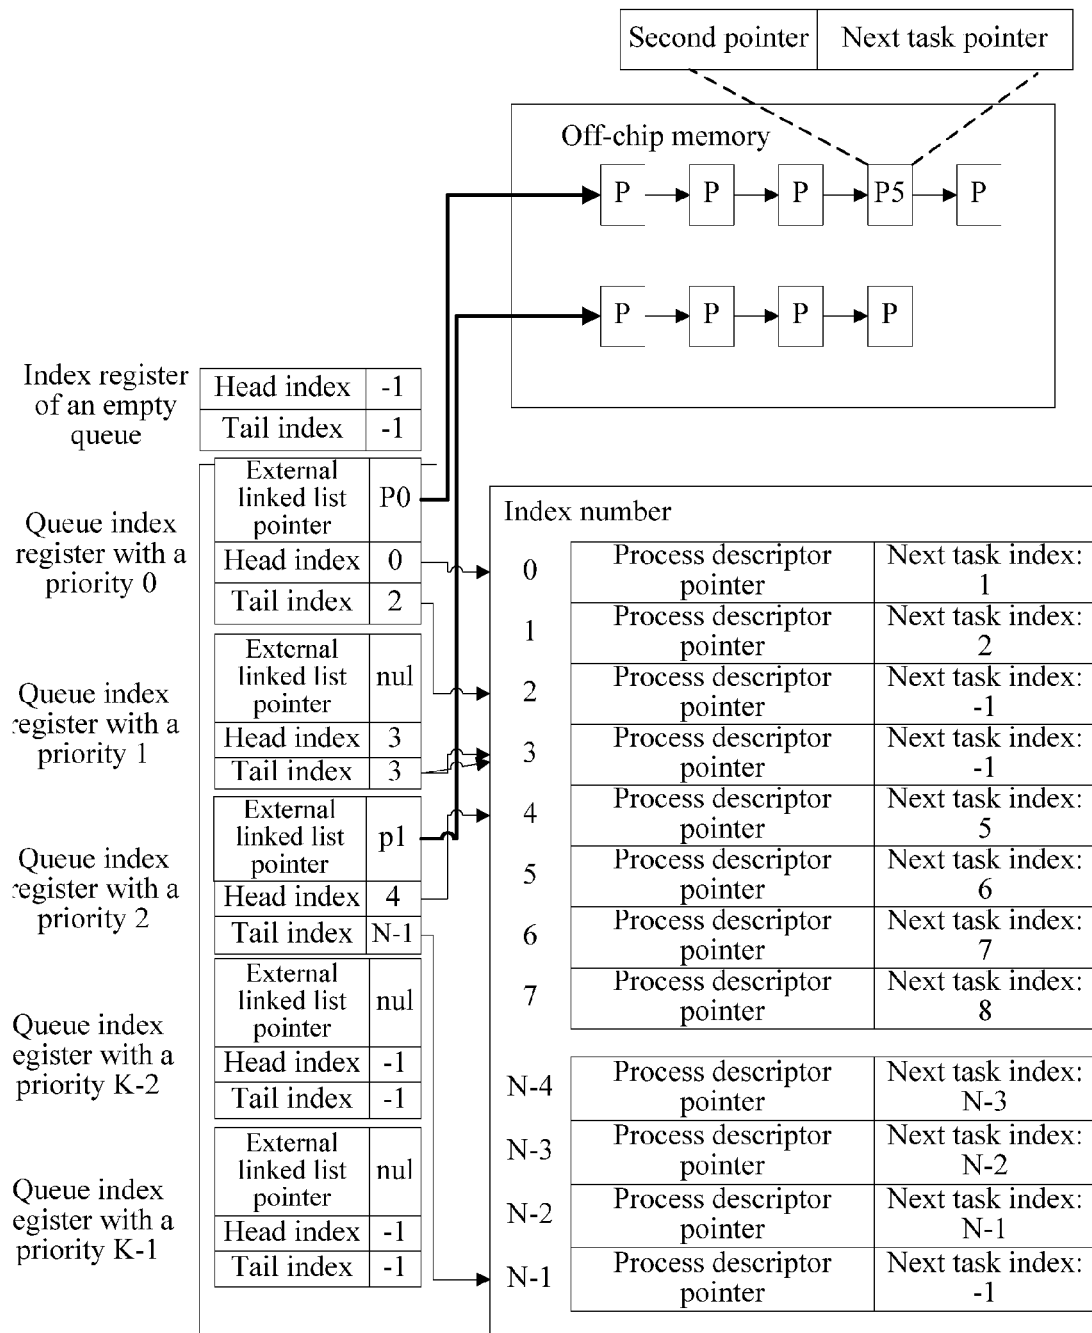 Second pointer Next task pointer
Off-chip memory
P P P P5 P
P P P P
Index register
of an empty
queue
Head index -1
Tail index -1
Queue index
register with a
priority 0
External
linked list
pointer
P0
Head index 0
Tail index 2
Queue index
register with a
priority 1
External
linked list
pointer
nul
Head index 3
Tail index 3
Queue index
register with a
priority 2
External
linked list
pointer
p1
Head index 4
Tail index N-1
Queue index
egister with a
priority K-2
External
linked list
pointer
nul
Head index -1
Tail index -1
Queue index
egister with a
priority K-1
External
linked list
pointer
nul
Head index -1
Tail index -1
Index number
0 Process descriptor pointer Next task index: 1
1 Process descriptor pointer Next task index: 2
2 Process descriptor pointer Next task index: -1
3 Process descriptor pointer Next task index: -1
4 Process descriptor pointer Next task index: 5
5 Process descriptor pointer Next task index: 6
6 Process descriptor pointer Next task index: 7
7 Process descriptor pointer Next task index: 8
N-4 Process descriptor pointer Next task index: N-3
N-3 Process descriptor pointer Next task index: N-2
N-2 Process descriptor pointer Next task index: N-1
N-1 Process descriptor pointer Next task index: -1